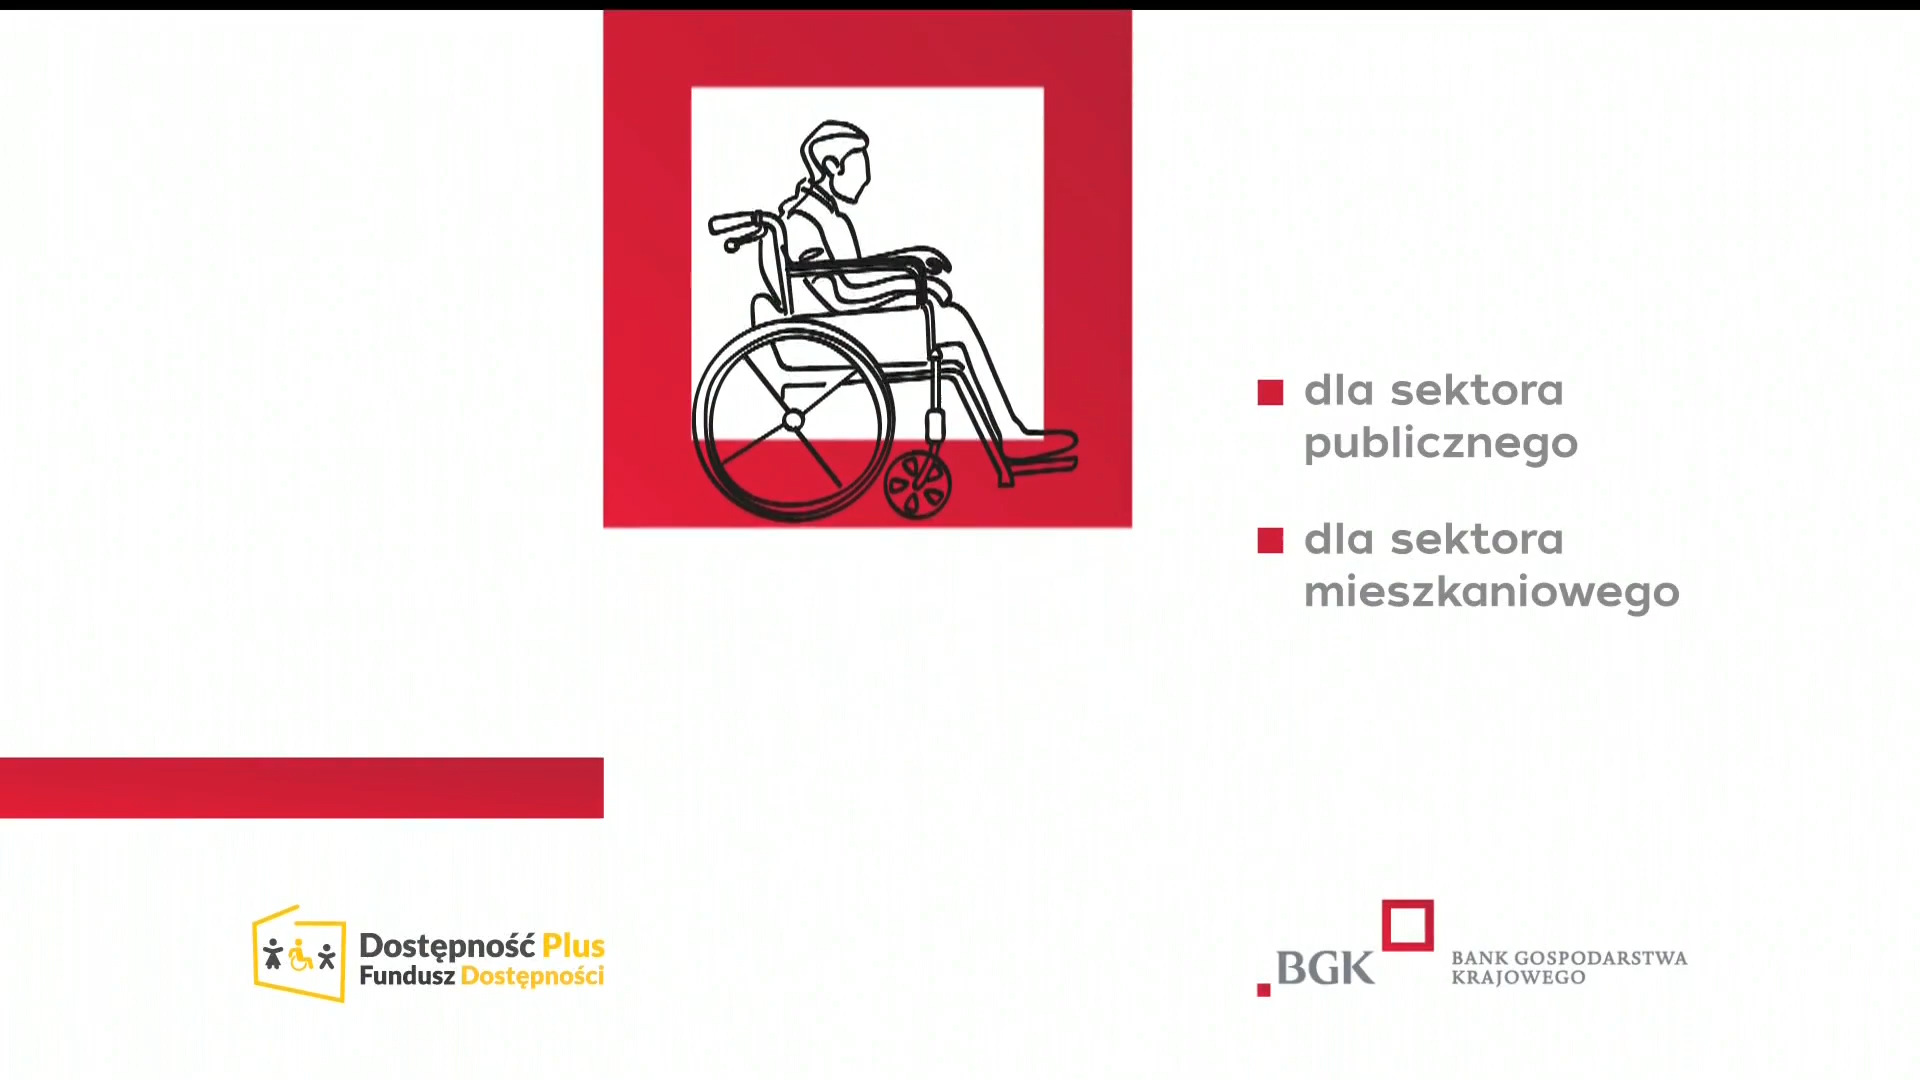 dla sektora
publicznego
dla sektora
mieszkaniowego
Dostępność Plus
Fundusz Dostępności
BGK
BANK GOSPODARSTWA
KRAJOWEGO